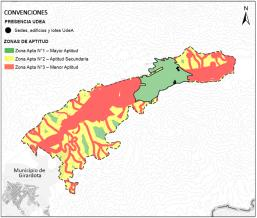 CONVENCIONES
PRESENCIA UDEA
Sedes, edificios y lotes UdeA
ZONAS DE APTITUD
Zona Apta N°1 – Mayor Aptitud
Zona Apta N°2 – Aptitud Secundaria
Zona Apta N°3 – Menor Aptitud
Municipio de
Girardota